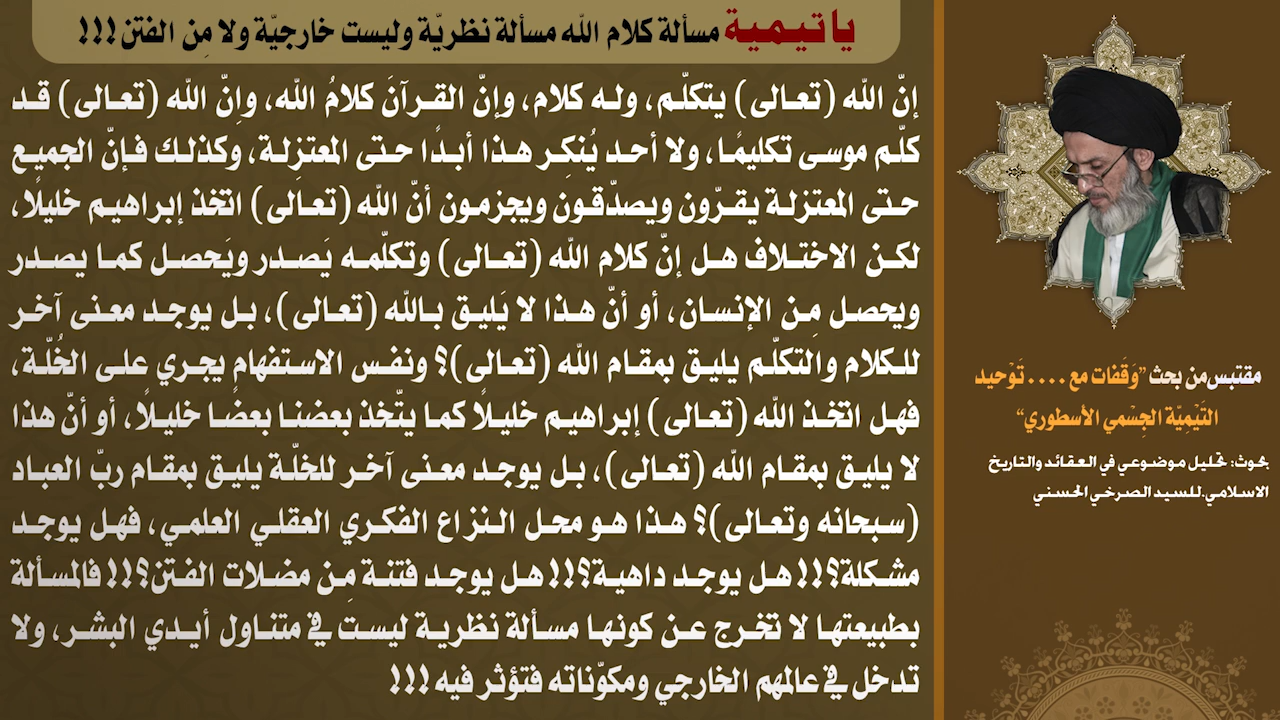 يا تيمية مسألة كلام الله مسألة نظريّة وليست خارجيّة ولا مِن الفتن !!!
إنّ الله (تعالى) يتكلّم، وله كلام، وإنّ القرآنَ كلامُ الله، وإنّ الله (تعالى) قد
كلّم موسى تكليمًا، ولا أحد يُنكِر هذا أبدًا حتى المعتزِلة، وكذلك فإنّ الجميع
حتى المعتزلة يقرّون ويصدّقون ويجزمون أنّ الله (تعالى) اتخذ إبراهيم خليلًا،
لكن الاختلاف هل إنّ كلام الله (تعالى) وتكلّمه يَصدر ويَحصل كما يصدر
ويحصل مِن الإنسان، أو أنّ هذا لا يَليق بالله (تعالى)، بل يوجد معنى آخر
للكلام والتكلّم يليق بمقام الله (تعالى)؟ ونفس الاستفهام يجري على الخُلّة،
فهل اتخذ الله (تعالى) إبراهيم خليلًا كما يتّخذ بعضنا بعضًا خليلًا، أو أنّ هذا
لا يليق بمقام الله (تعالى)، بل يوجد معنى آخر للخلّة يليق بمقام ربّ العباد
(سبحانه وتعالى)؟ هذا هو محل النزاع الفكري العقلي العلمي، فهل يوجد
مشكلة؟!! هل يوجد داهية؟!! هل يوجد فتنة مِن مضلات الفتن؟!! فالمسألة
بطبيعتها لا تخرج عن كونها مسألة نظرية ليست في متناول أيدي البشر، ولا
تدخل في عالمهم الخارجي ومكوّناته فتؤثر فيه !!!
مقتبس من بحث "وَقَفات مع .... تَوْحيد
التَيْمِيّة الجِسْمي الأسطوري"
بحوث: تحليل موضوعي في العقائد والتاريخ
الاسلامي.للسيد الصرخي الحسني